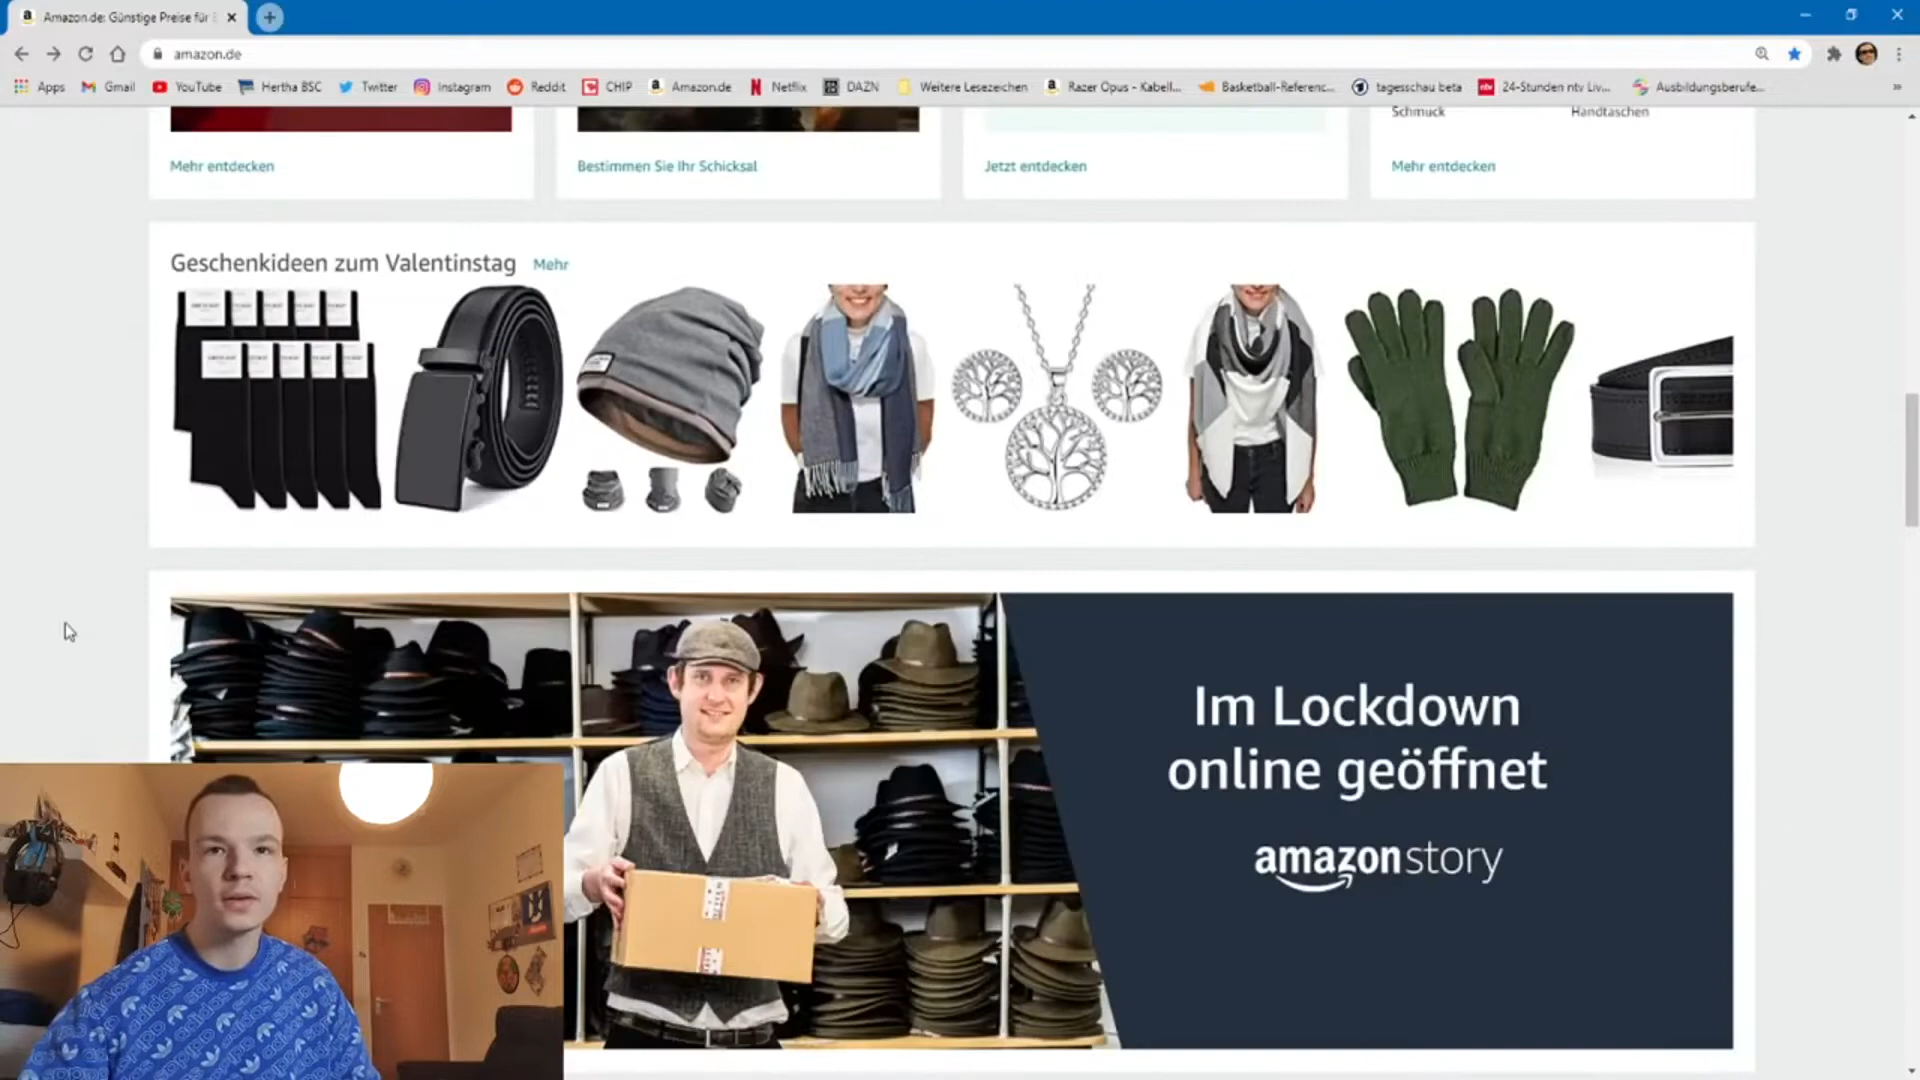 Amazon.de: Günstige Preise für
amazon.de
Apps Gmail YouTube Hertha BSC Twitter Instagram Reddit CHIP Amazon.de Netflix DAZN Weitere Lesezeichen Razer Opus - Kabell... Basketball-Referenc... tagesschau beta 24-Stunden ntv Liv... Ausbildungsberufe...
Schmuck Handtaschen
Mehr entdecken Bestimmen Sie Ihr Schicksal Jetzt entdecken Mehr entdecken
Geschenkideen zum Valentinstag Mehr
Im Lockdown
online geöffnet
amazonstory
adidas